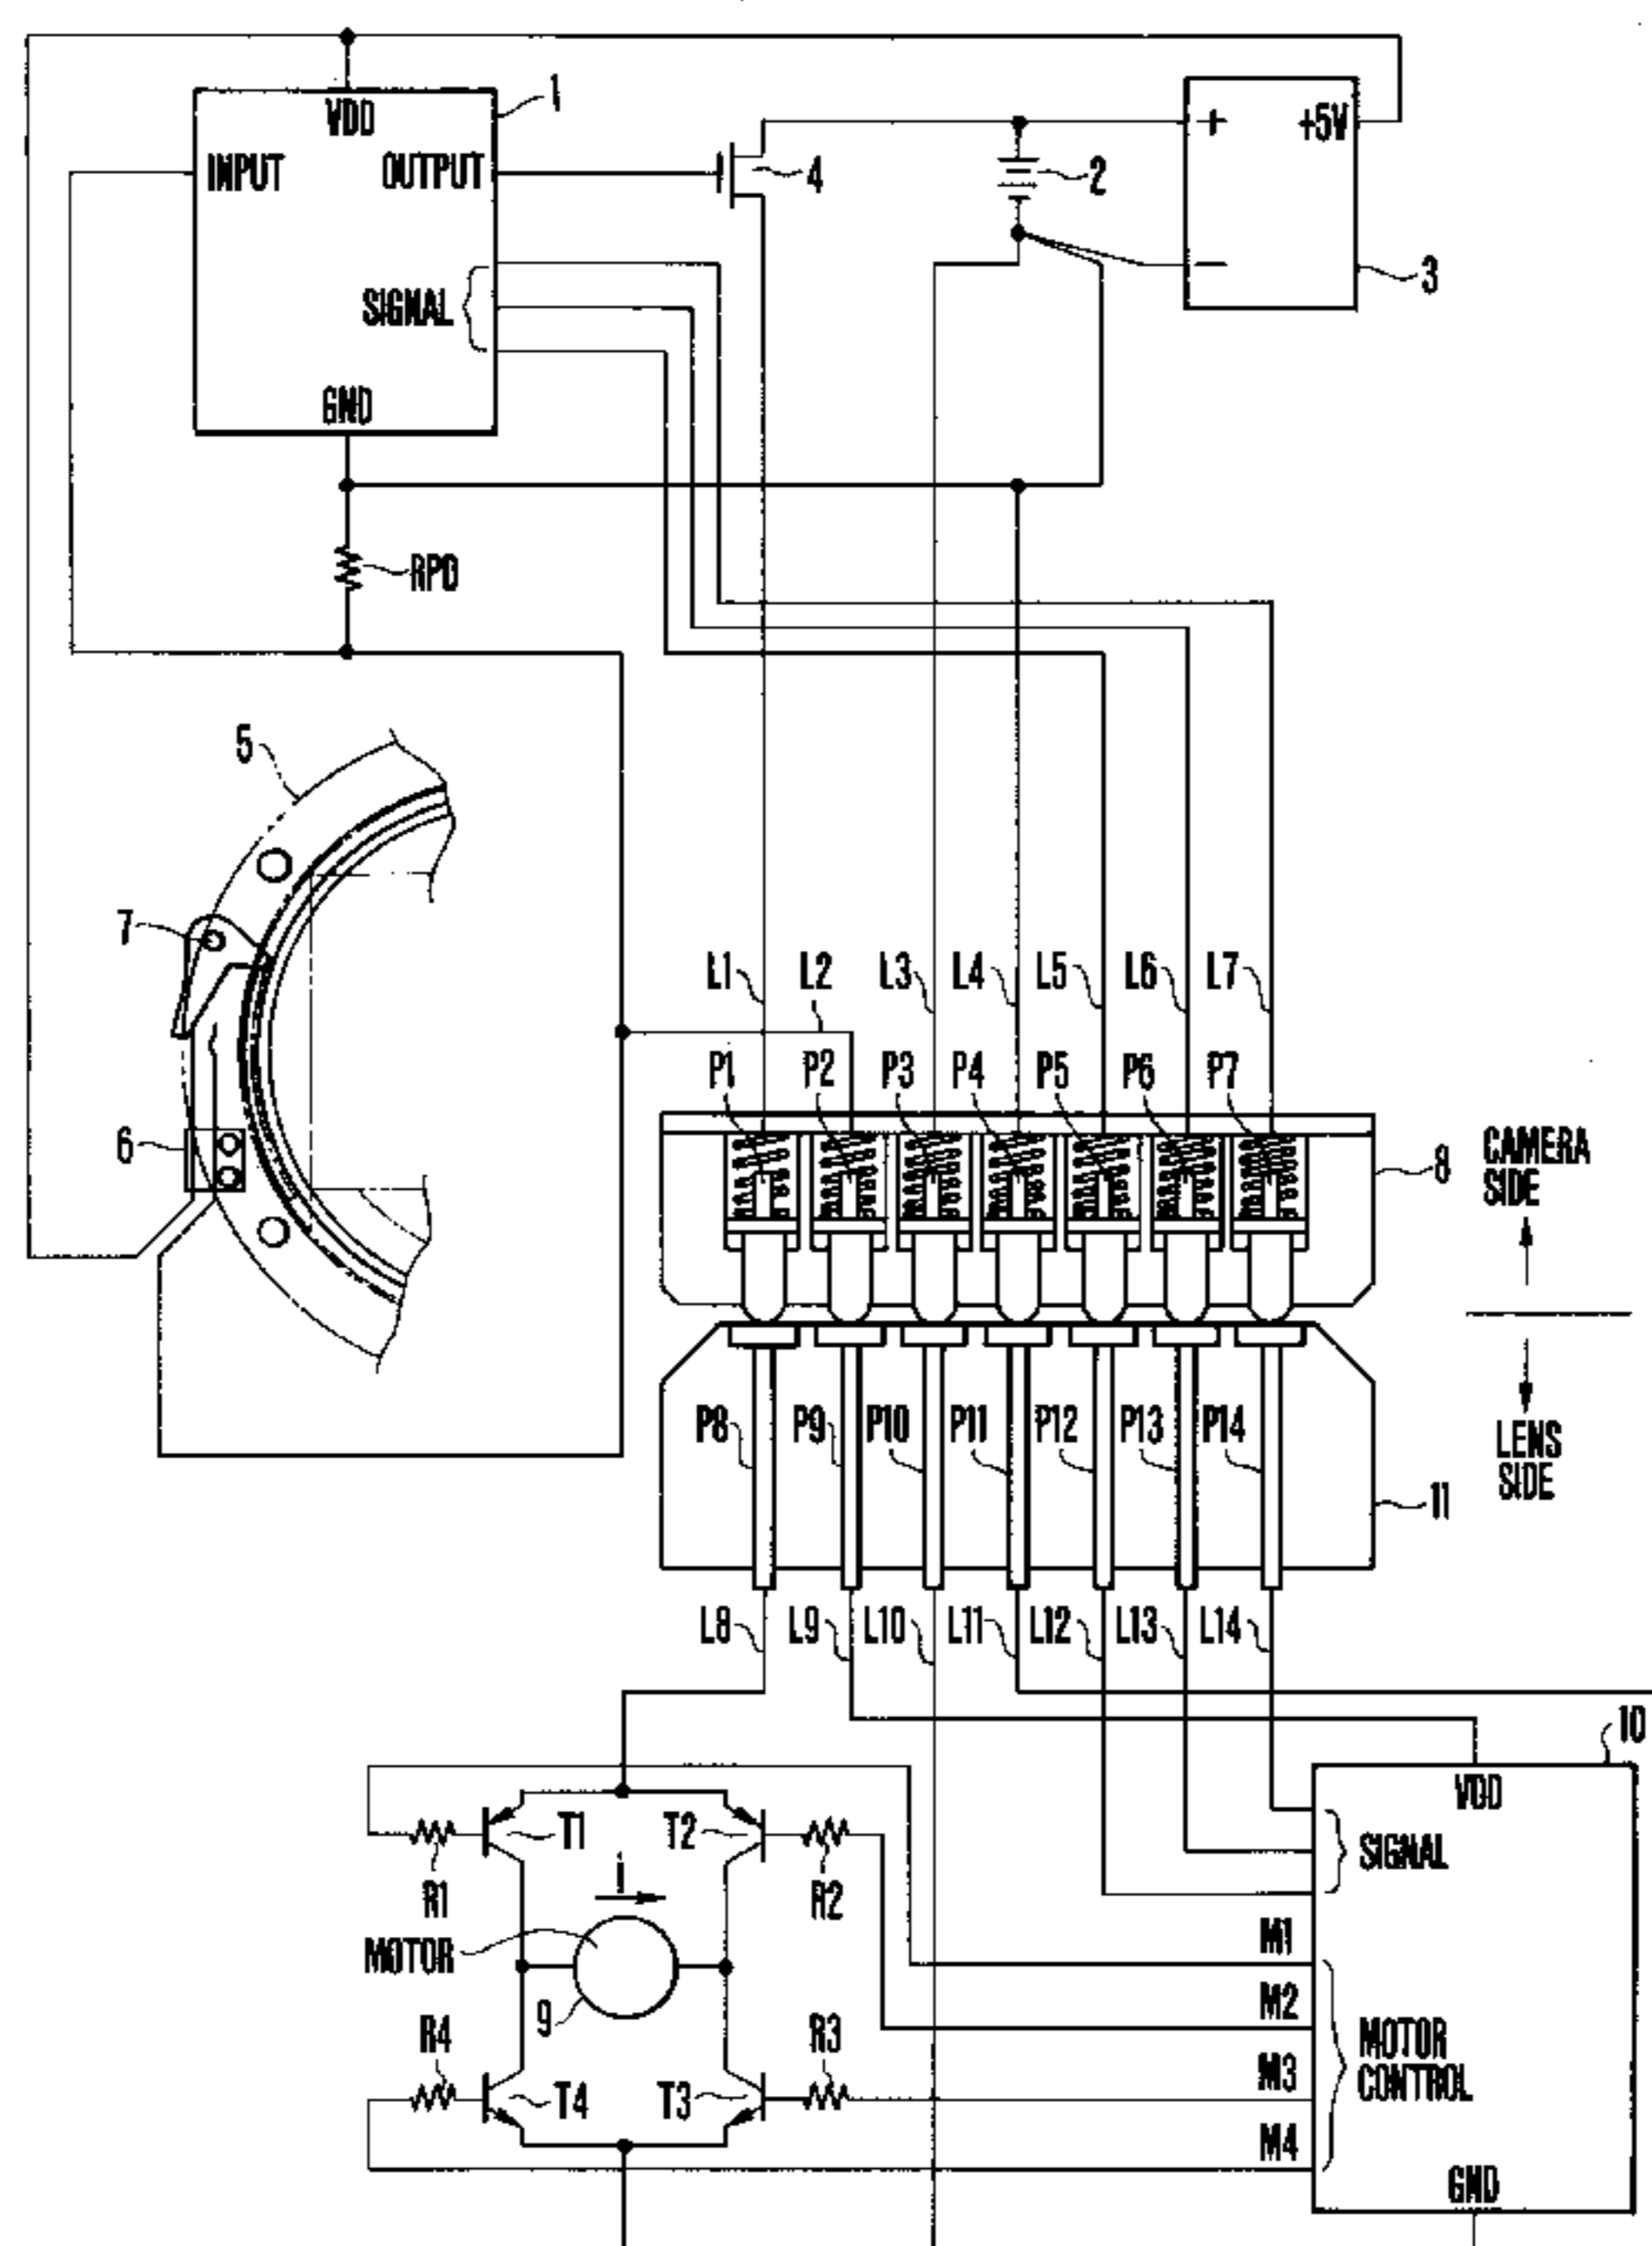 1
VDD
INPUT
OUTPUT
+
+5V
4
2
SIGNAL
−
3
GND
RPD
5
7
L1
L2
L3
L4
L5
L6
L7
P1
P2
P3
P4
P5
P6
P7
6
8
CAMERA
SIDE
P8
P9
P10
P11
P12
P13
P14
LENS
SIDE
11
L8
L9
L10
L11
L12
L13
L14
10
VDD
T1
T2
SIGNAL
i
R1
R2
M1
MOTOR
9
M2
R4
R3
MOTOR
CONTROL
M3
T4
T3
M4
GND